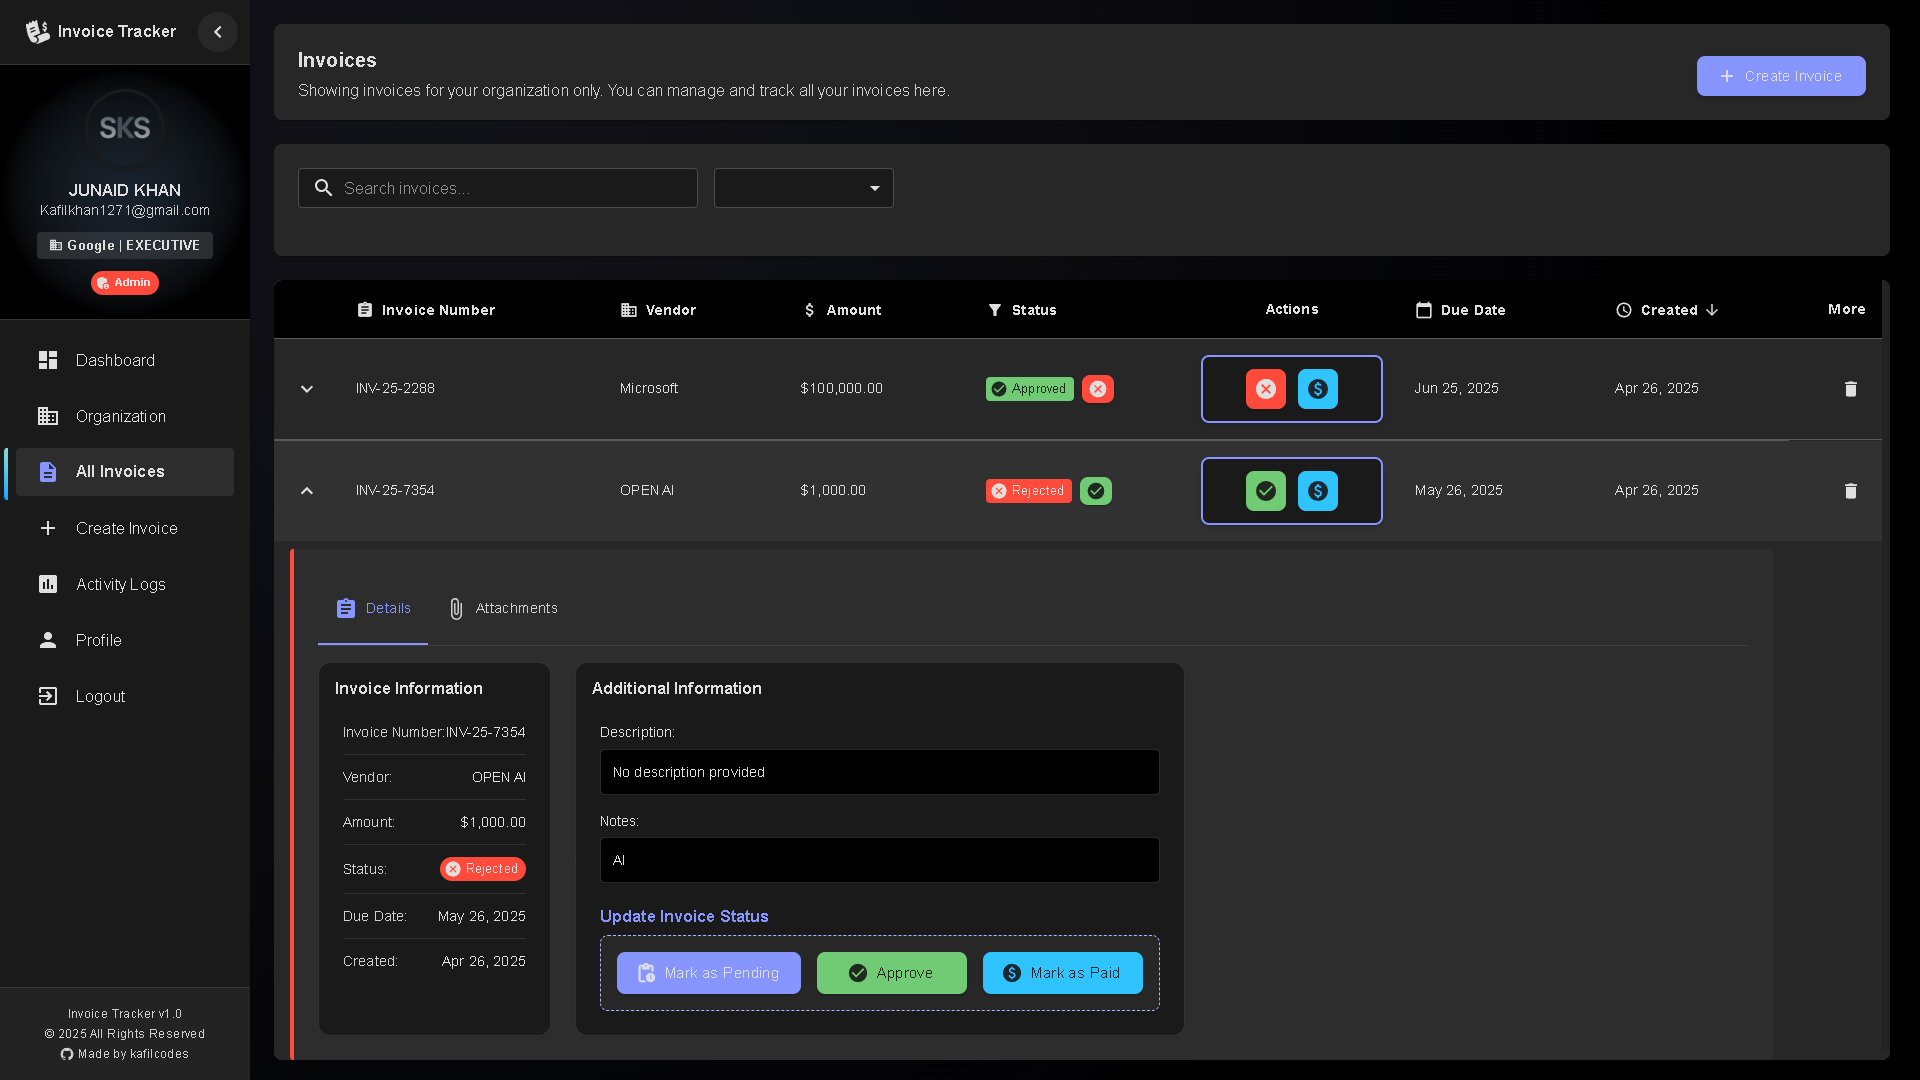 Invoice Tracker
SKS
JUNAID KHAN
Kafilkhan1271@gmail.com
Google | EXECUTIVE
Admin
Dashboard
Organization
All Invoices
Create Invoice
Activity Logs
Profile
Logout
Invoice Tracker v1.0
© 2025 All Rights Reserved
Made by kafilcodes
Invoices
Showing invoices for your organization only. You can manage and track all your invoices here.
Create Invoice
Search invoices...
Invoice Number Vendor Amount Status Actions Due Date Created More
INV-25-2288 Microsoft $100,000.00 Approved Jun 25, 2025 Apr 26, 2025
INV-25-7354 OPEN AI $1,000.00 Rejected May 26, 2025 Apr 26, 2025
Details Attachments
Invoice Information
Invoice Number:INV-25-7354
Vendor: OPEN AI
Amount: $1,000.00
Status: Rejected
Due Date: May 26, 2025
Created: Apr 26, 2025
Additional Information
Description:
No description provided
Notes:
AI
Update Invoice Status
Mark as Pending Approve Mark as Paid